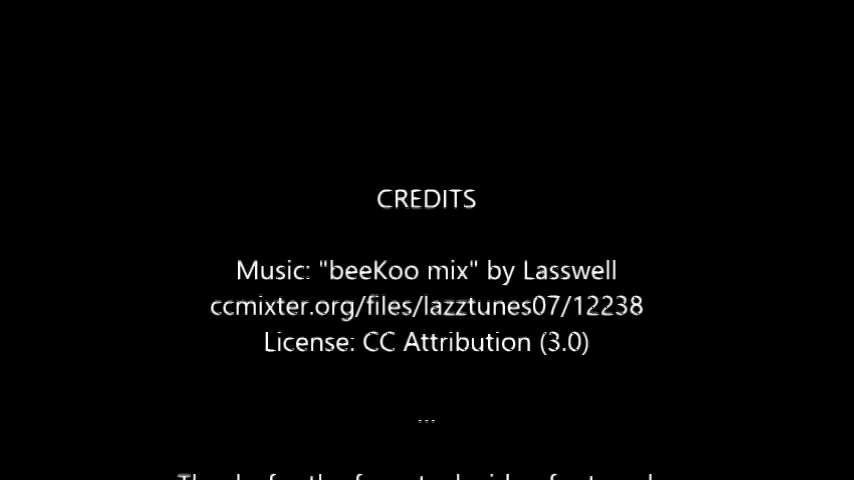 CREDITS
Music: "beeKoo mix" by Lasswell
ccmixter.org/files/lazztunes07/12238
License: CC Attribution (3.0)
...